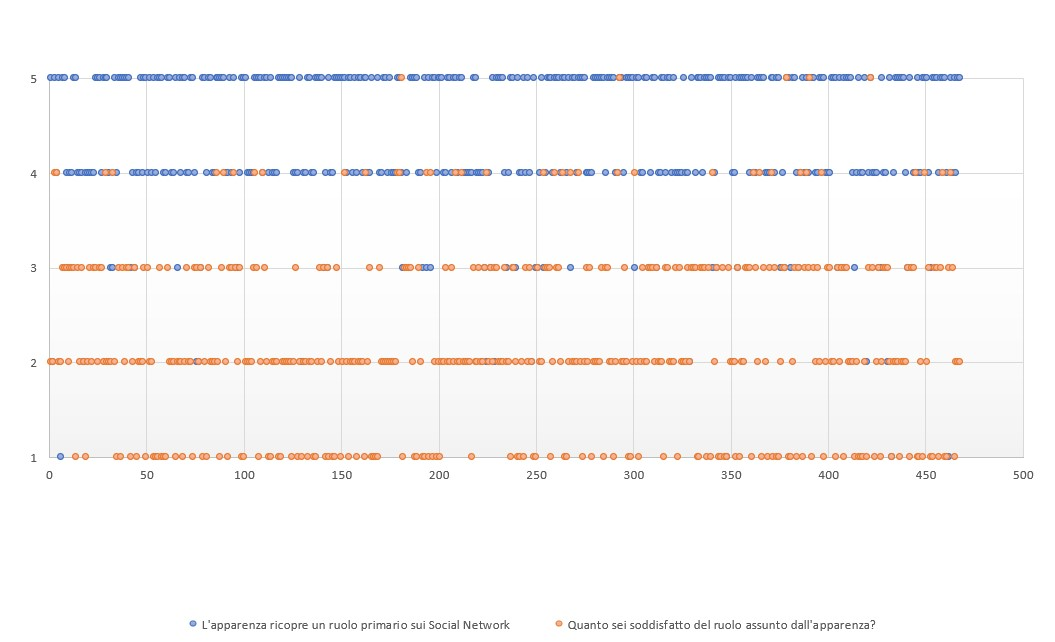 5
4
3
2
1
0 50 100 150 200 250 300 350 400 450 500
L'apparenza ricopre un ruolo primario sui Social Network Quanto sei soddisfatto del ruolo assunto dall'apparenza?